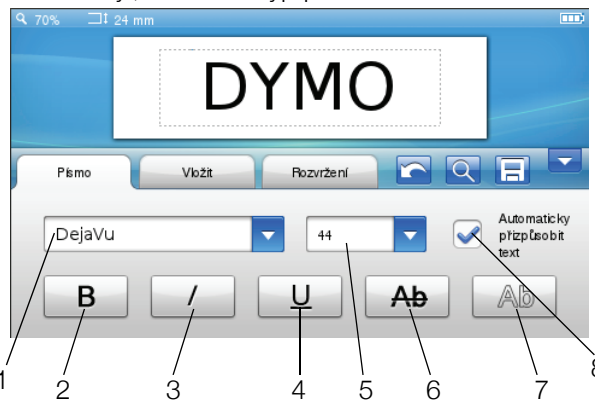 70% 24 mm
DYMO
Písmo Vložit Rozvržení
DejaVu 44 Automaticky
přizpůsobit
text
B I U Ab Ab
1 2 3 4 5 6 7 8